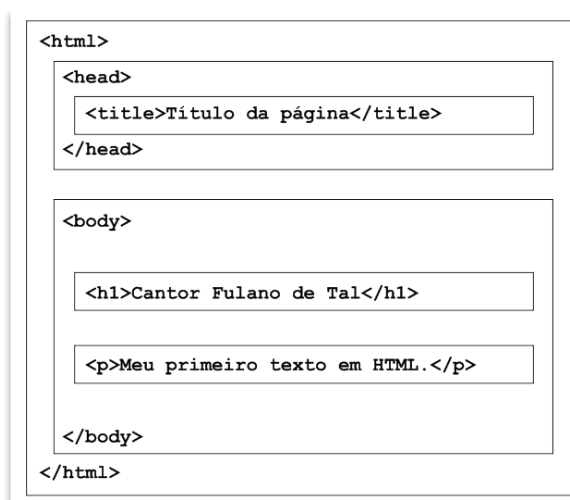 <html>
<head>
<title>Título da página</title>
</head>
<body>
<h1>Cantor Fulano de Tal</h1>
<p>Meu primeiro texto em HTML.</p>
</body>
</html>